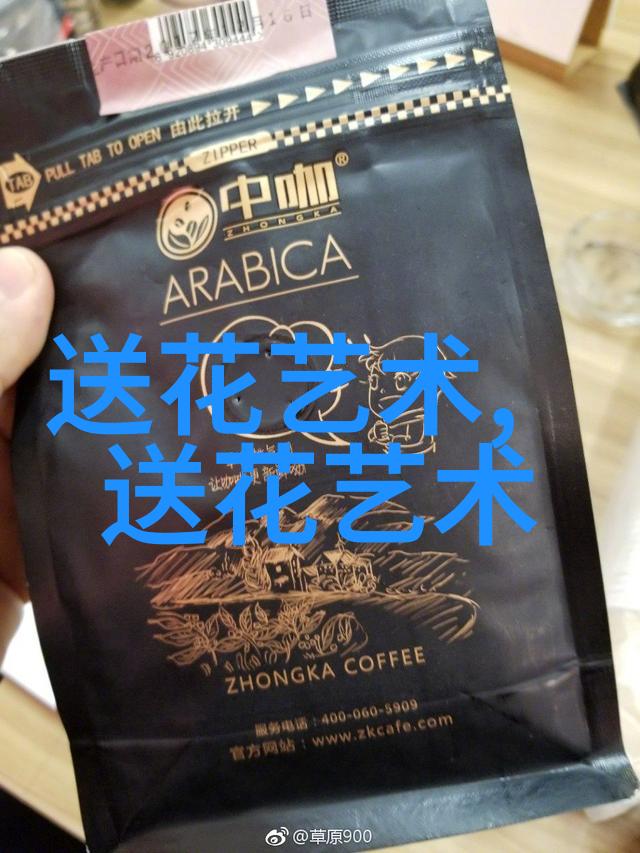 PULL TAB TO OPEN 由此拉开
TAB
ZIPPER
中咖®
ZHONGKA
ARABICA
送花艺术,
送花艺术
ZHONGKA COFFEE
服务电话:400-060-5909
官方网站:www.zkcafe.com
@草原900